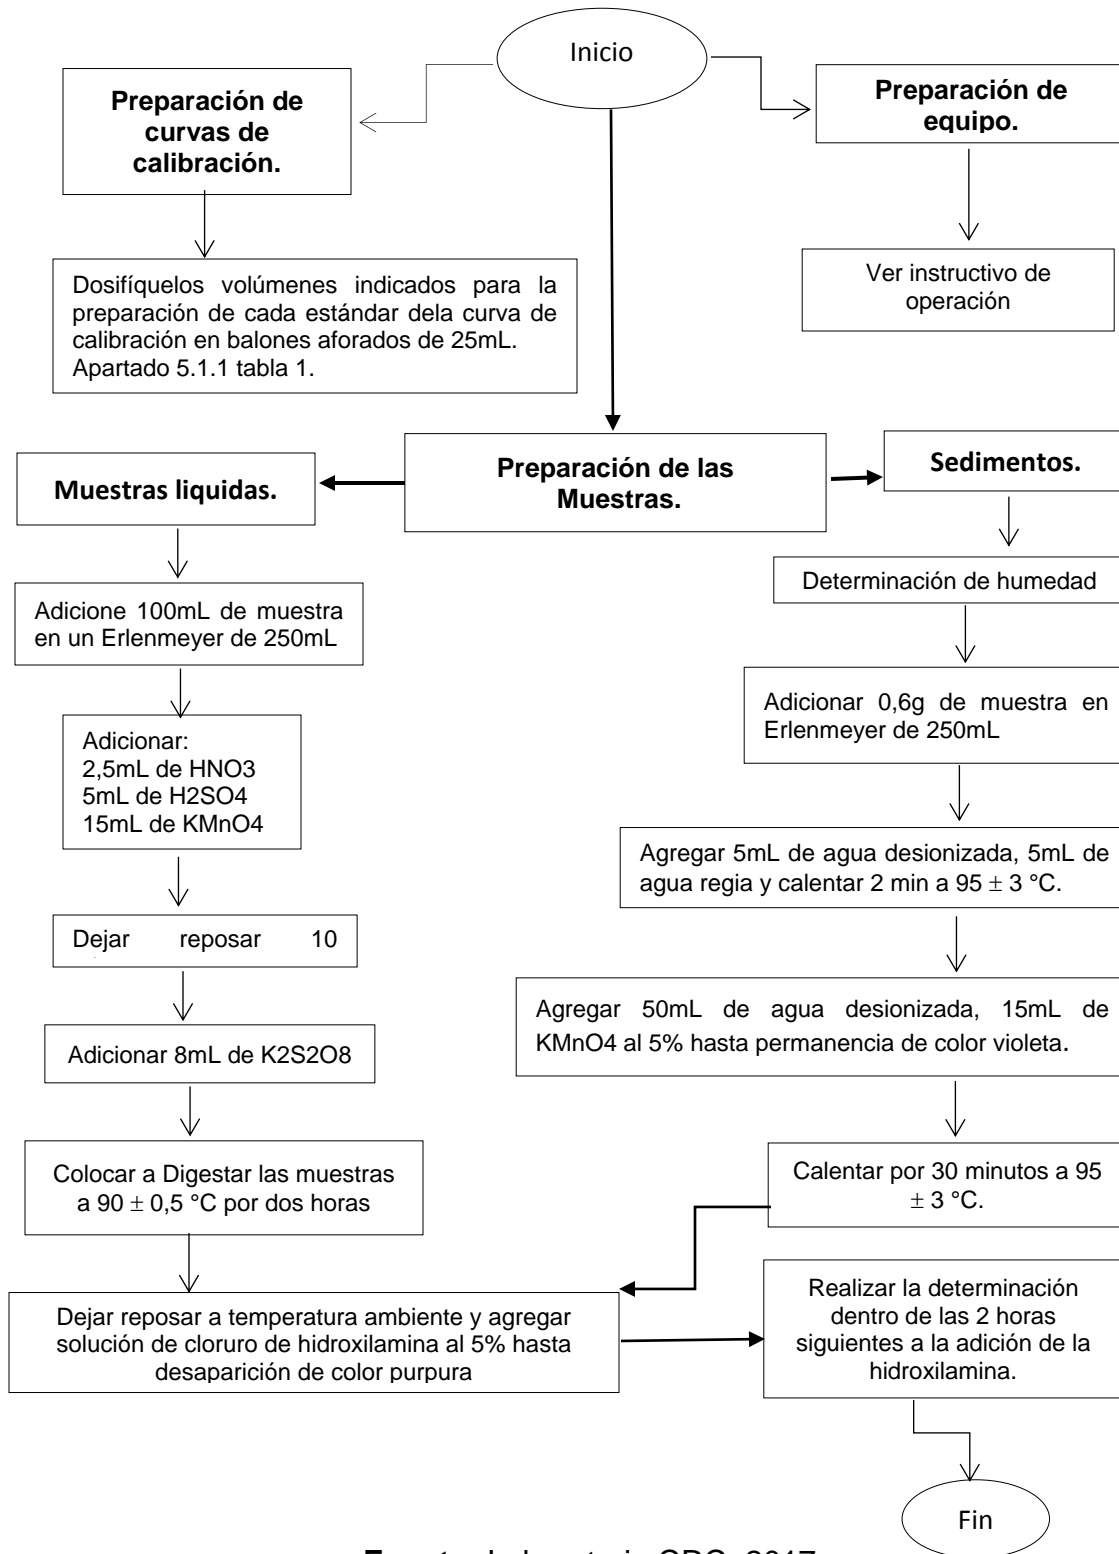 Inicio
Preparación de
curvas de
calibración.
Preparación de
equipo.
Dosifíquelos volúmenes indicados para la
preparación de cada estándar dela curva de
calibración en balones aforados de 25mL.
Apartado 5.1.1 tabla 1.
Ver instructivo de
operación
Preparación de las
Muestras.
Muestras liquidas.
Sedimentos.
Adicione 100mL de muestra
en un Erlenmeyer de 250mL
Adicionar:
2,5mL de HNO3
5mL de H2SO4
15mL de KMnO4
Dejar reposar 10
Adicionar 8mL de K2S2O8
Colocar a Digestar las muestras
a 90 ± 0,5 °C por dos horas
Determinación de humedad
Adicionar 0,6g de muestra en
Erlenmeyer de 250mL
Agregar 5mL de agua desionizada, 5mL de
agua regia y calentar 2 min a 95 ± 3 °C.
Agregar 50mL de agua desionizada, 15mL de
KMnO4 al 5% hasta permanencia de color violeta.
Calentar por 30 minutos a 95
± 3 °C.
Dejar reposar a temperatura ambiente y agregar
solución de cloruro de hidroxilamina al 5% hasta
desaparición de color purpura
Realizar la determinación
dentro de las 2 horas
siguientes a la adición de la
hidroxilamina.
Fin